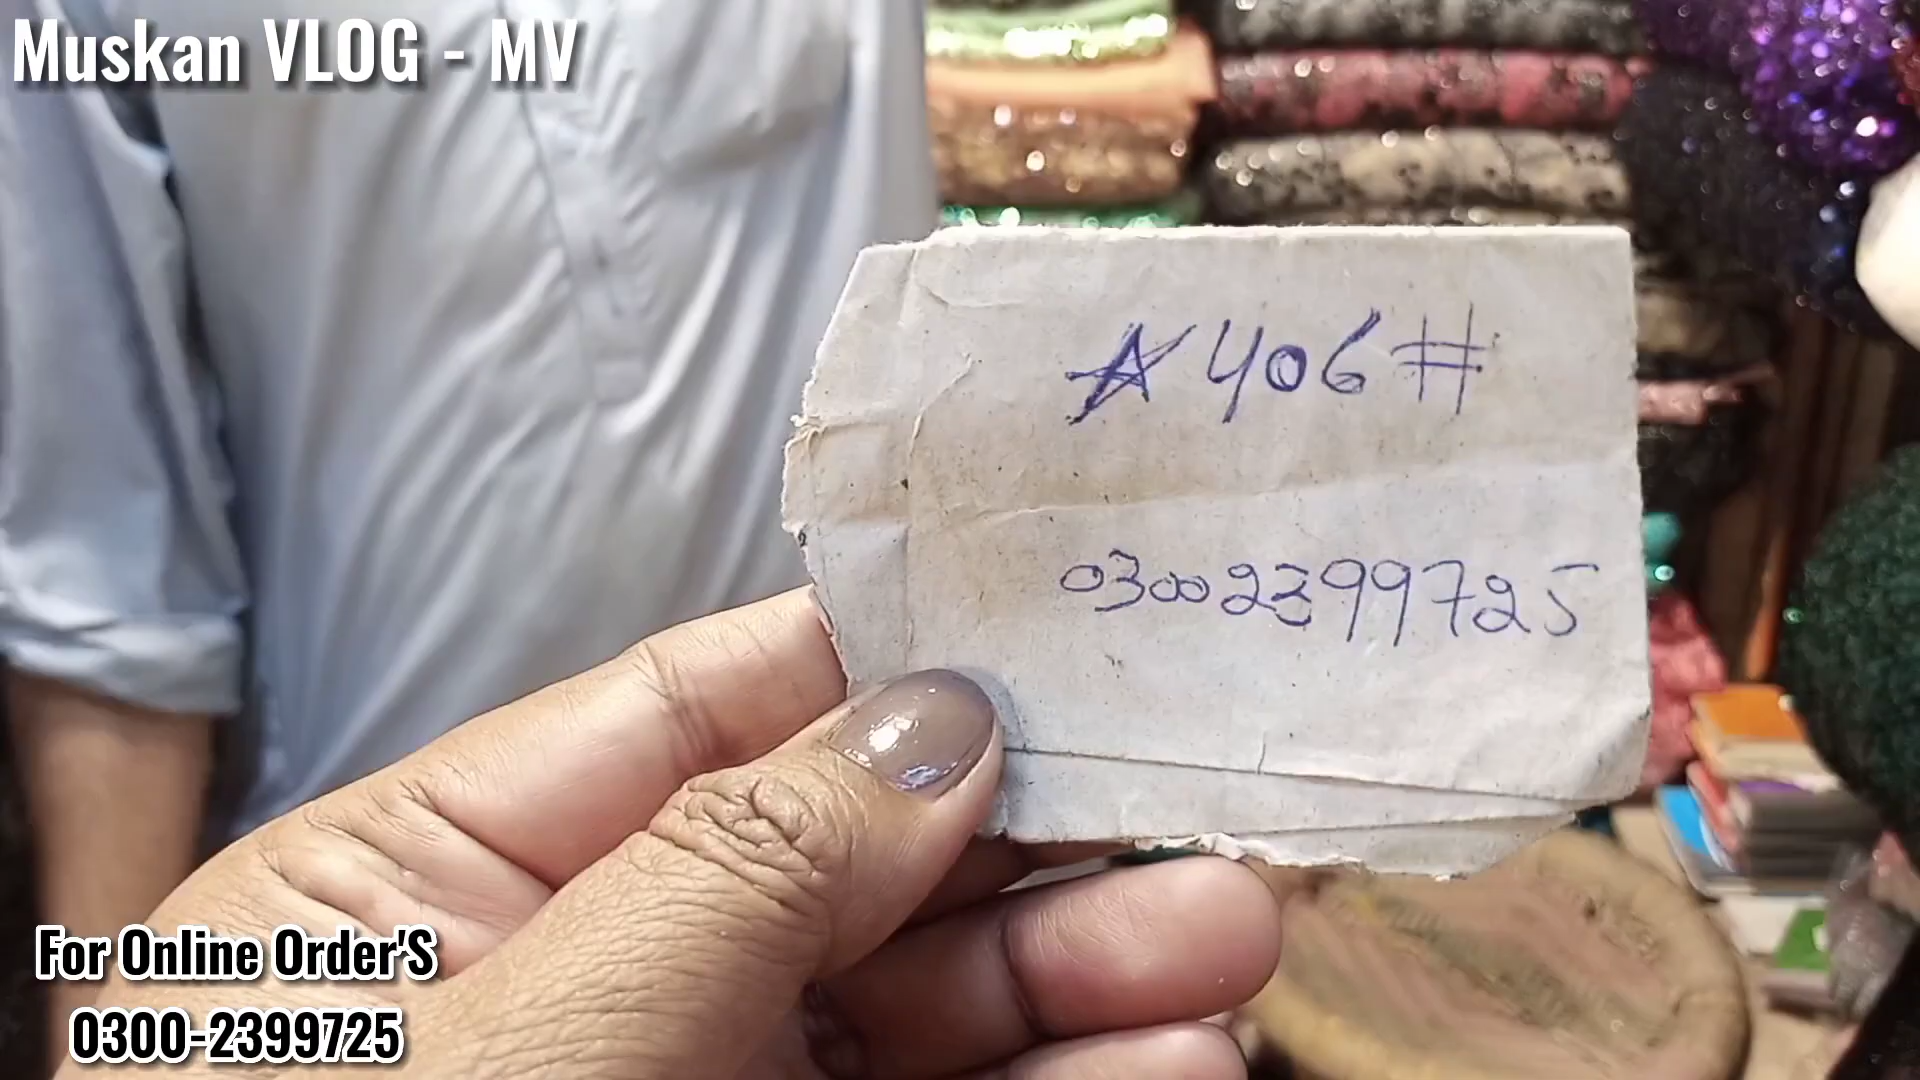 Muskan VLOG - MV
☆ 406 #
03002399725
For Online Order'S
0300-2399725